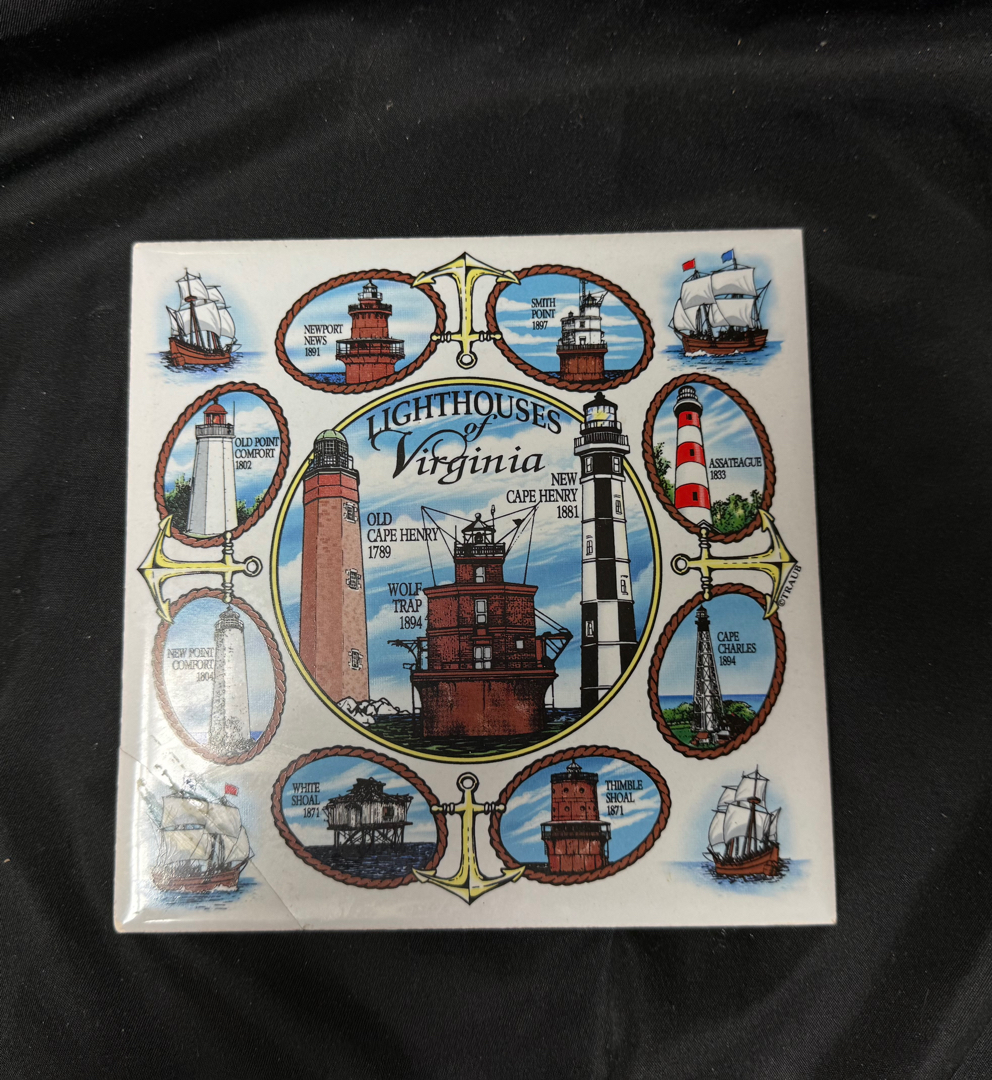 NEWPORT
NEWS
1891
SMITH
POINT
1897
LIGHTHOUSES
of
Virginia
OLD POINT
COMFORT
1802
ASSATEAGUE
1833
NEW
CAPE HENRY
1881
OLD
CAPE HENRY
1789
WOLF
TRAP
1894
©TRAUB
NEW POINT
COMFORT
1804
CAPE
CHARLES
1894
WHITE
SHOAL
1871
THIMBLE
SHOAL
1871